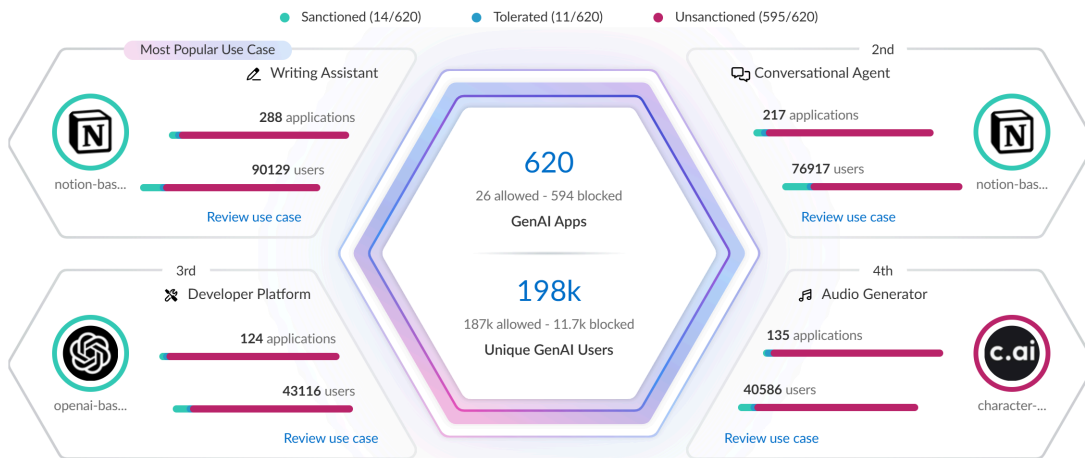 Sanctioned (14/620) Tolerated (11/620) Unsanctioned (595/620)
Most Popular Use Case
Writing Assistant
288 applications
90129 users
N
notion-bas...
Review use case
2nd
Conversational Agent
217 applications
76917 users
N
notion-bas...
Review use case
620
26 allowed - 594 blocked
GenAI Apps
198k
187k allowed - 11.7k blocked
Unique GenAI Users
3rd
Developer Platform
124 applications
43116 users
openai-bas...
Review use case
4th
Audio Generator
135 applications
40586 users
c.ai
character-...
Review use case